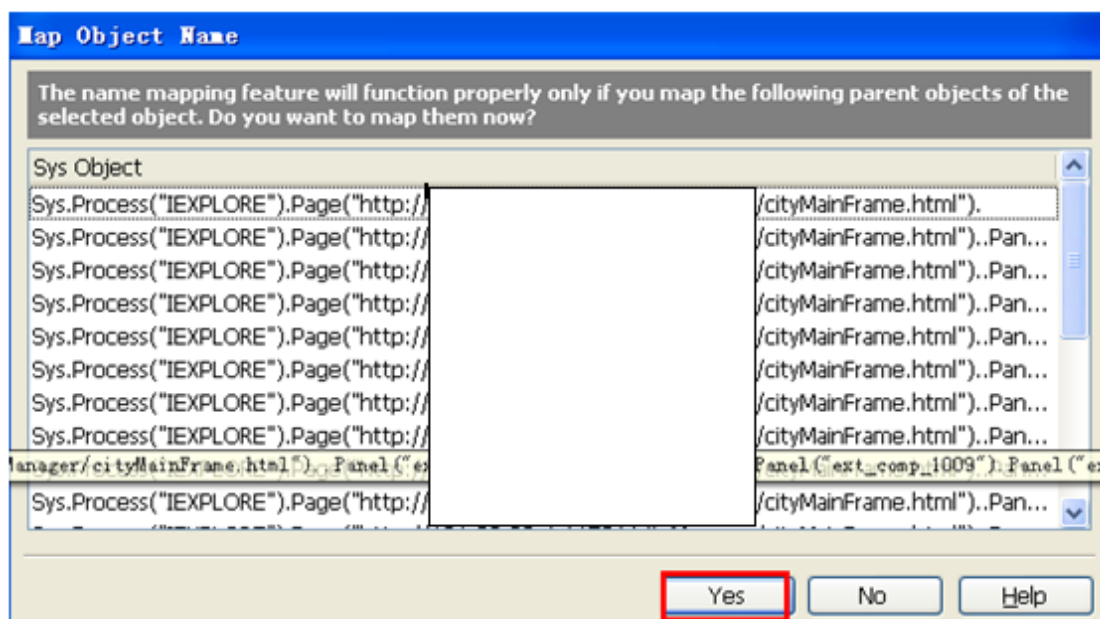 Map Object Name
The name mapping feature will function properly only if you map the following parent objects of the
selected object. Do you want to map them now?
Sys Object
Sys.Process("IEXPLORE").Page("http:// /cityMainFrame.html").
Sys.Process("IEXPLORE").Page("http:// /cityMainFrame.html")..Pan...
Sys.Process("IEXPLORE").Page("http:// /cityMainFrame.html")..Pan...
Sys.Process("IEXPLORE").Page("http:// /cityMainFrame.html")..Pan...
Sys.Process("IEXPLORE").Page("http:// /cityMainFrame.html")..Pan...
Sys.Process("IEXPLORE").Page("http:// /cityMainFrame.html")..Pan...
Sys.Process("IEXPLORE").Page("http:// /cityMainFrame.html")..Pan...
Sys.Process("IEXPLORE").Page("http:// /cityMainFrame.html")..Pan...
anager/cityMainFrame.html")..Panel("ex Panel("ext_comp_1009").Panel("ex
Sys.Process("IEXPLORE").Page("http:// /cityMainFrame.html")..Pan...
Yes No Help